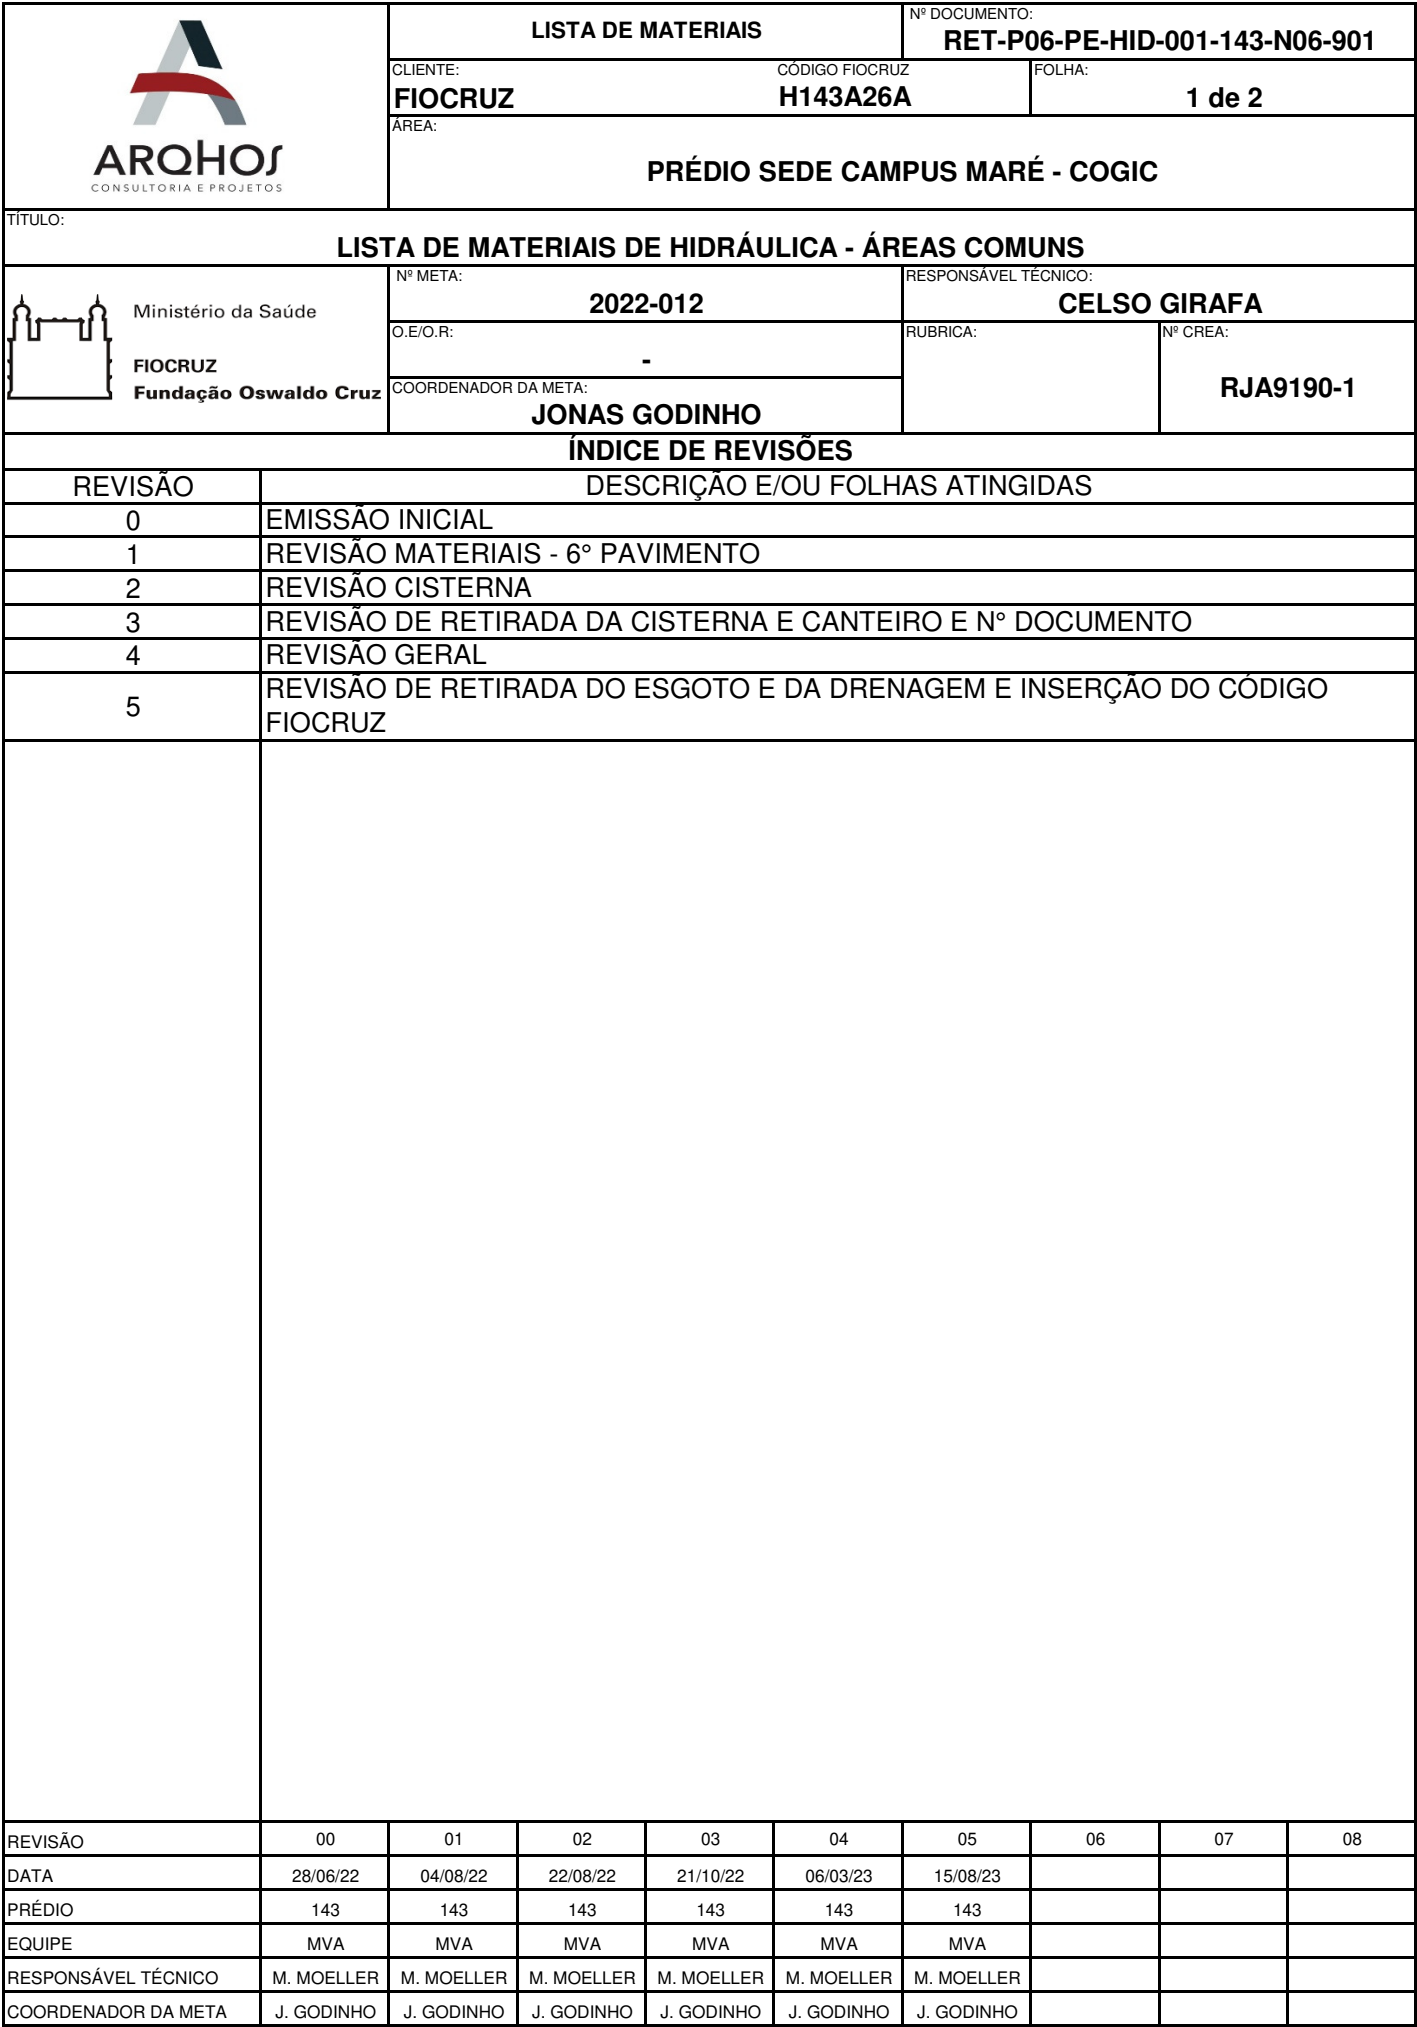 ARQHOS
CONSULTORIA E PROJETOS
LISTA DE MATERIAIS
Nº DOCUMENTO:
RET-P06-PE-HID-001-143-N06-901
CLIENTE:
FIOCRUZ
CÓDIGO FIOCRUZ
H143A26A
FOLHA:
1 de 2
ÁREA:
PRÉDIO SEDE CAMPUS MARÉ - COGIC
TÍTULO:
LISTA DE MATERIAIS DE HIDRÁULICA - ÁREAS COMUNS
Ministério da Saúde
FIOCRUZ
Fundação Oswaldo Cruz
Nº META:
2022-012
RESPONSÁVEL TÉCNICO:
CELSO GIRAFA
O.E/O.R:
-
RUBRICA:
Nº CREA:
RJA9190-1
COORDENADOR DA META:
JONAS GODINHO
ÍNDICE DE REVISÕES
REVISÃO DESCRIÇÃO E/OU FOLHAS ATINGIDAS
0 EMISSÃO INICIAL
1 REVISÃO MATERIAIS - 6° PAVIMENTO
2 REVISÃO CISTERNA
3 REVISÃO DE RETIRADA DA CISTERNA E CANTEIRO E N° DOCUMENTO
4 REVISÃO GERAL
5 REVISÃO DE RETIRADA DO ESGOTO E DA DRENAGEM E INSERÇÃO DO CÓDIGO
FIOCRUZ
REVISÃO 00 01 02 03 04 05 06 07 08
DATA 28/06/22 04/08/22 22/08/22 21/10/22 06/03/23 15/08/23
PRÉDIO 143 143 143 143 143 143
EQUIPE MVA MVA MVA MVA MVA MVA
RESPONSÁVEL TÉCNICO M. MOELLER M. MOELLER M. MOELLER M. MOELLER M. MOELLER M. MOELLER
COORDENADOR DA META J. GODINHO J. GODINHO J. GODINHO J. GODINHO J. GODINHO J. GODINHO